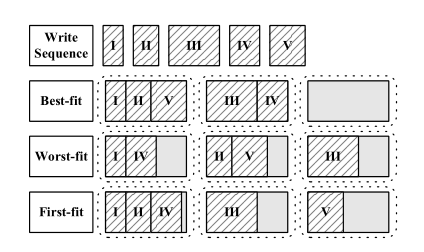 Write Sequence I II III IV V
Best-fit I II V III IV
Worst-fit I IV II V III
First-fit I II IV III V